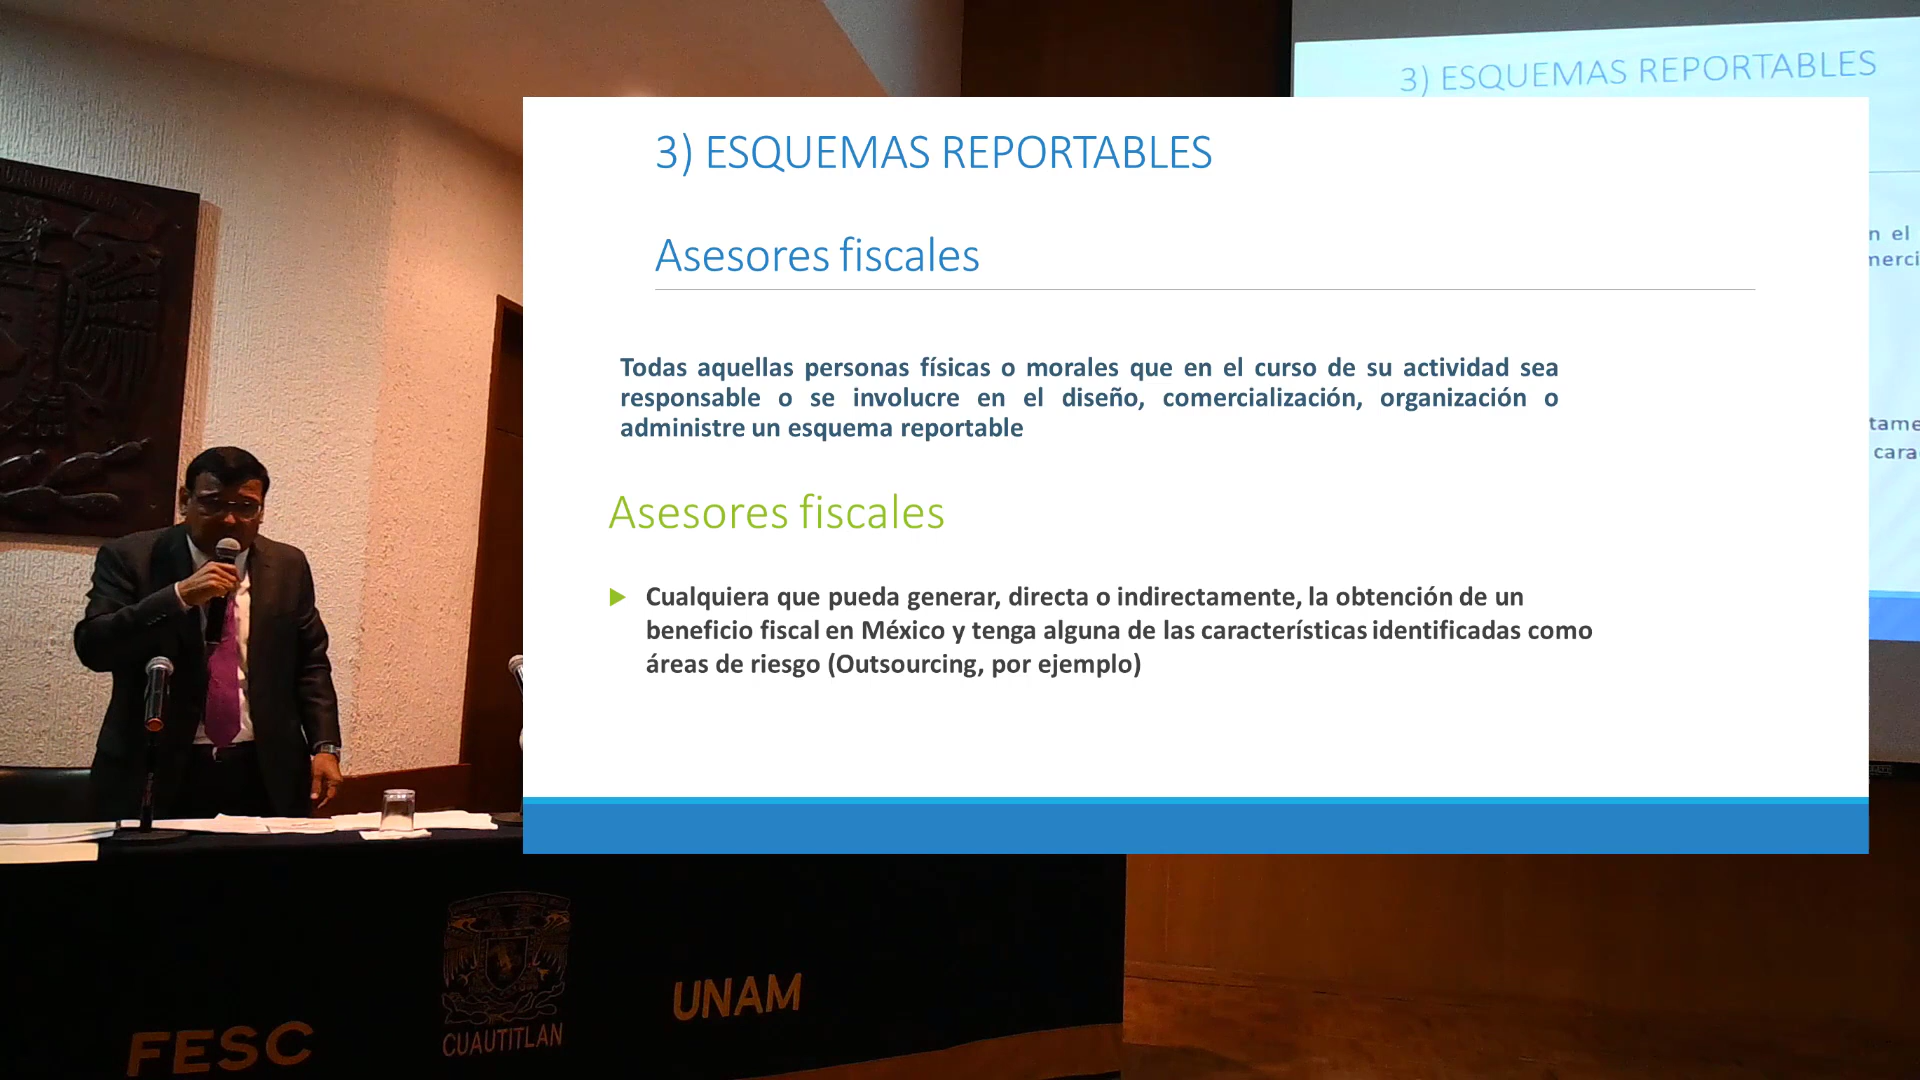 3) ESQUEMAS REPORTABLES
3) ESQUEMAS REPORTABLES
Asesores fiscales
Todas aquellas personas físicas o morales que en el curso de su actividad sea
responsable o se involucre en el diseño, comercialización, organización o
administre un esquema reportable
Asesores fiscales
Cualquiera que pueda generar, directa o indirectamente, la obtención de un
beneficio fiscal en México y tenga alguna de las características identificadas como
áreas de riesgo (Outsourcing, por ejemplo)
n el
FESC
CUAUTITLAN
UNAM